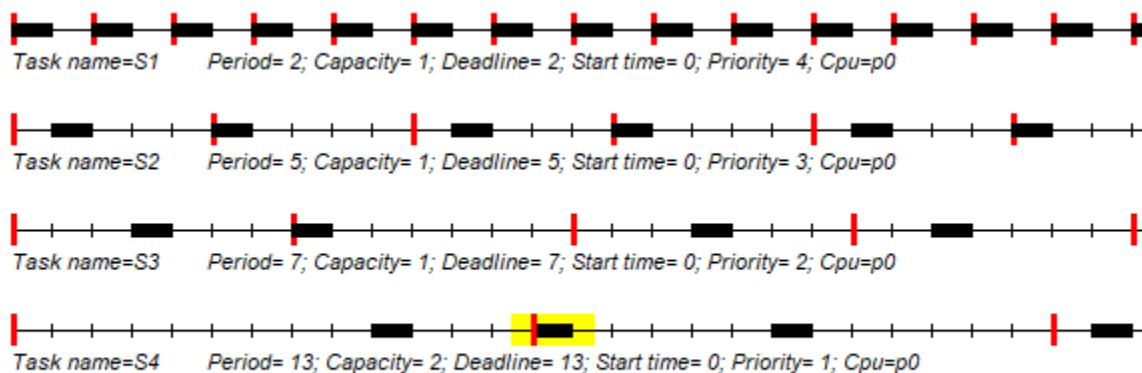 Task name=S1 Period= 2; Capacity= 1; Deadline= 2; Start time= 0; Priority= 4; Cpu=p0
Task name=S2 Period= 5; Capacity= 1; Deadline= 5; Start time= 0; Priority= 3; Cpu=p0
Task name=S3 Period= 7; Capacity= 1; Deadline= 7; Start time= 0; Priority= 2; Cpu=p0
Task name=S4 Period= 13; Capacity= 2; Deadline= 13; Start time= 0; Priority= 1; Cpu=p0